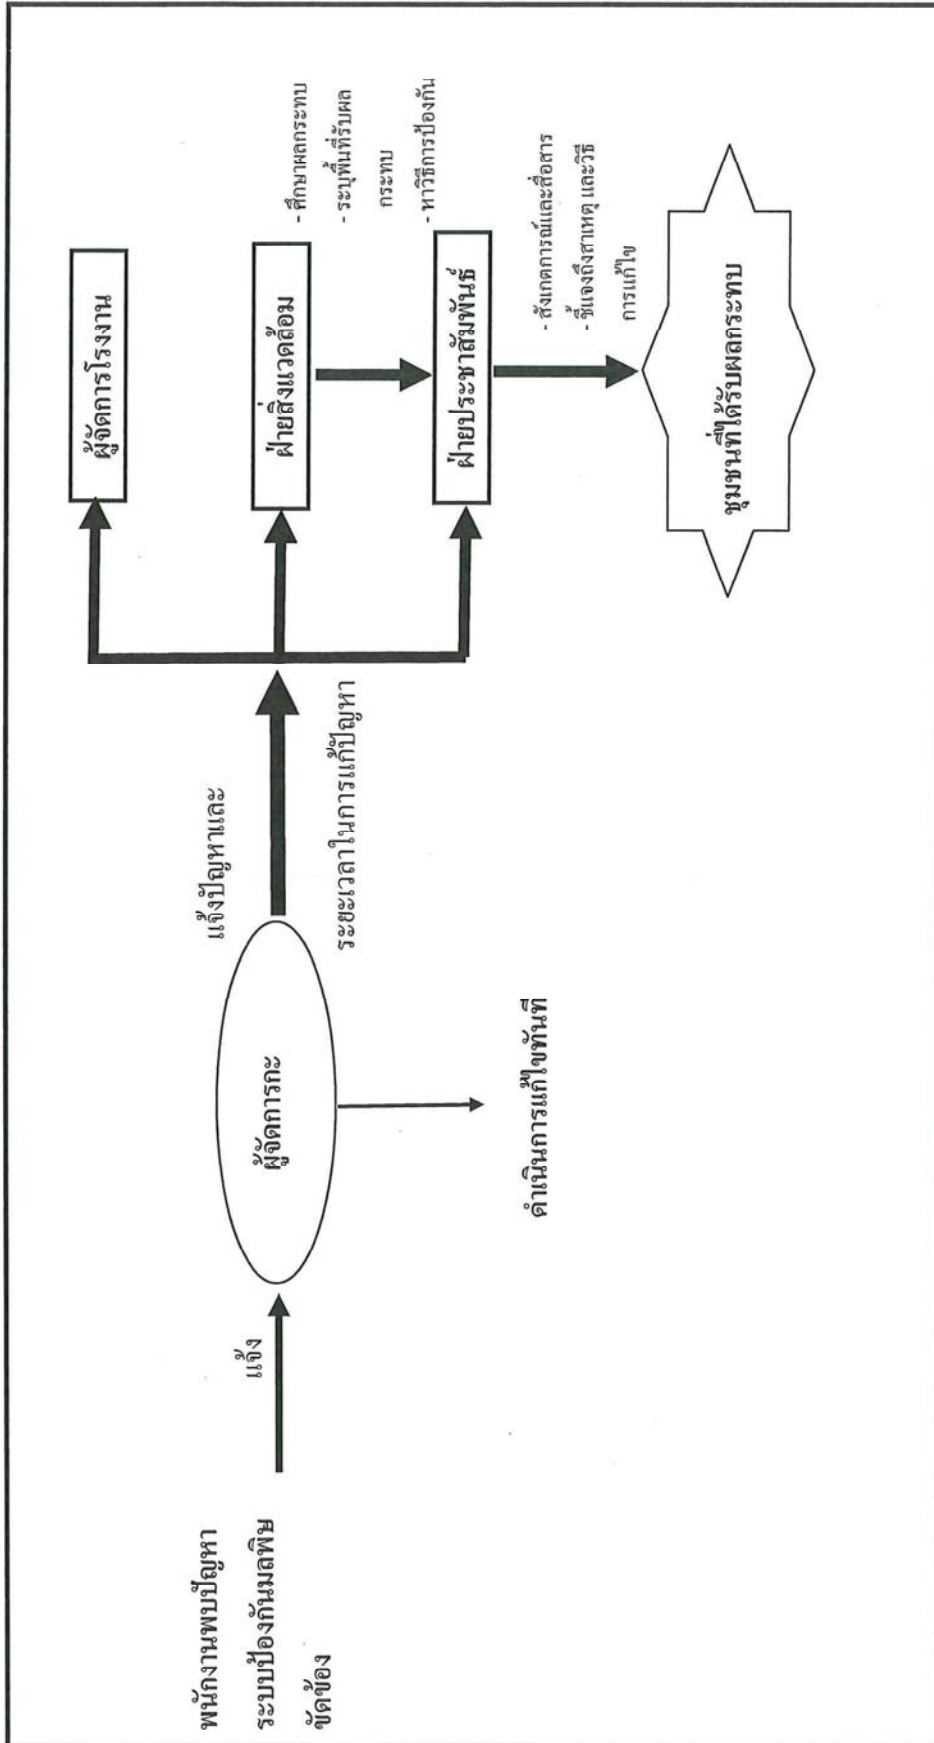 พนักงานพบปัญหา
ระบบป้องกันมลพิษ
ขัดข้อง
แจ้ง
ผู้จัดการกะ
ดำเนินการแก้ไขทันที
แจ้งปัญหาและ
ระยะเวลาในการแก้ปัญหา
ผู้จัดการโรงงาน
ฝ่ายสิ่งแวดล้อม
- ศึกษาผลกระทบ
- ระบุพื้นที่รับผล
กระทบ
- หาวิธีการป้องกัน
ฝ่ายประชาสัมพันธ์
- สังเกตการณ์และสื่อสาร
- ชี้แจงถึงสาเหตุ และวิธี
การแก้ไข
ชุมชนที่ได้รับผลกระทบ